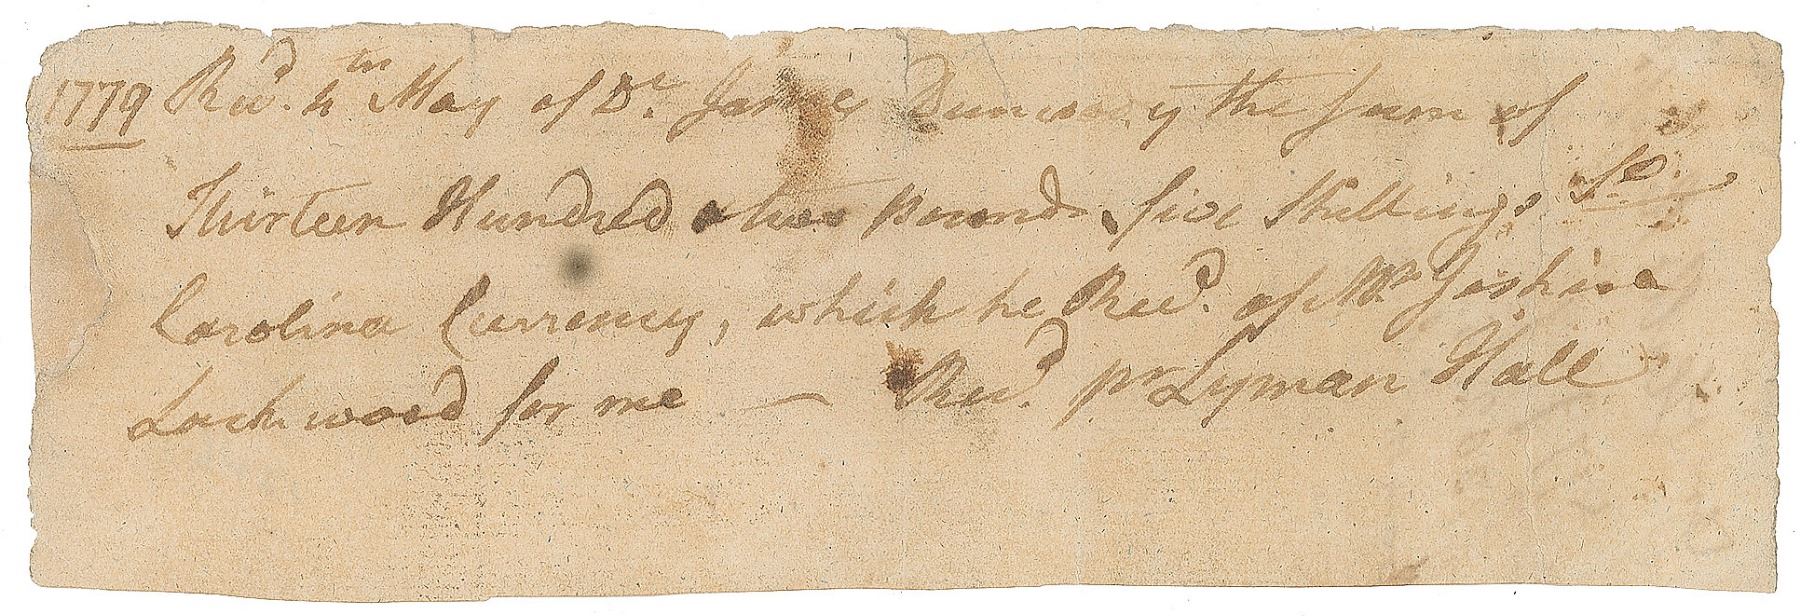 1779 Recd. 4th May of Dr. James Dunwody the sum of
Thirteen Hundred & two pounds five Shillings So.
Carolina Currency, which he Recd. of Mr Joshua
Lockwood for me — Recd. pr Lyman Hall